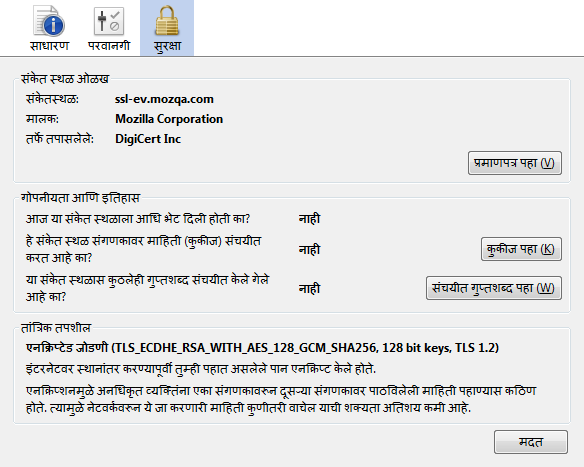 साधारण परवानगी सुरक्षा
संकेत स्थळ ओळख
संकेतस्थळ: ssl-ev.mozqa.com
मालक: Mozilla Corporation
तर्फे तपासलेले: DigiCert Inc
प्रमाणपत्र पहा (V)
गोपनीयता आणि इतिहास
आज या संकेत स्थळाला आधि भेट दिली होती का? नाही
हे संकेत स्थळ संगणकावर माहिती (कुकीज) संचयीत
करत आहे का? नाही कुकीज पहा (K)
या संकेत स्थळास कुठलेही गुप्तशब्द संचयीत केले गेले
आहे का? नाही संचयीत गुप्तशब्द पहा (W)
तांत्रिक तपशील
एनक्रिप्टेड जोडणी (TLS_ECDHE_RSA_WITH_AES_128_GCM_SHA256, 128 bit keys, TLS 1.2)
इंटरनेटवर स्थानांतर करण्यापूर्वी तुम्ही पहात असलेले पान एनक्रिप्ट केले होते.
एनक्रिप्शनमुळे अनधिकृत व्यक्तिंना एका संगणकावरुन दूसऱ्या संगणकावर पाठविलेली माहिती पहाण्यास कठिण
होते. त्यामुळे नेटवर्कवरुन ये जा करणारी माहिती कुणीतरी वाचेल याची शक्यता अतिशय कमी आहे.
मदत